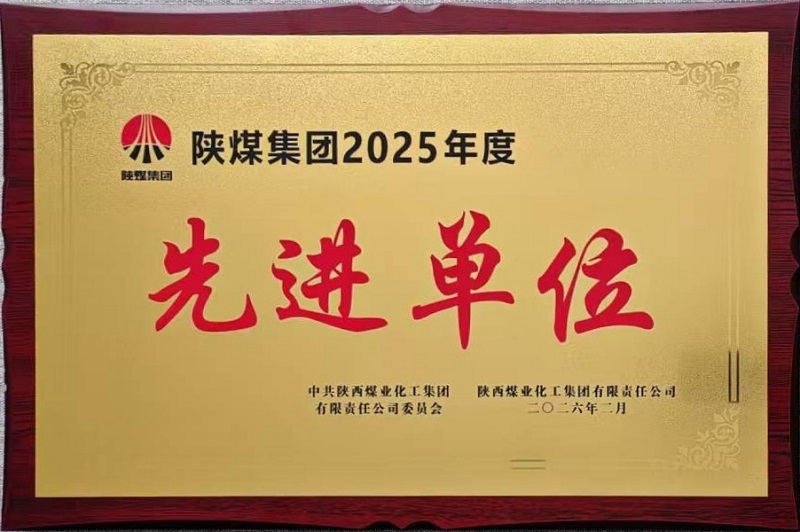 陕煤集团2025年度
陕煤集团
先进单位
中共陕西煤业化工集团
有限责任公司委员会
陕西煤业化工集团有限责任公司
二〇二六年二月